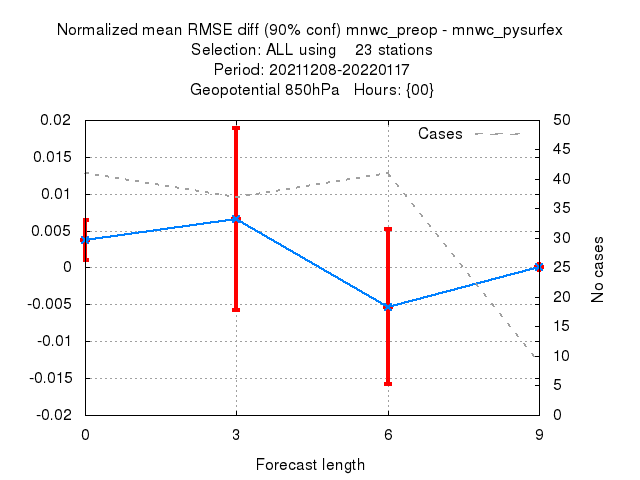 Normalized mean RMSE diff (90% conf) mnwc_preop - mnwc_pysurfex
Selection: ALL using    23 stations
Period: 20211208-20220117
Geopotential 850hPa   Hours: {00}
Cases
0.02
0.015
0.01
0.005
0
-0.005
-0.01
-0.015
-0.02
50
45
40
35
30
25
20
15
10
5
0
No cases
0 3 6 9
Forecast length